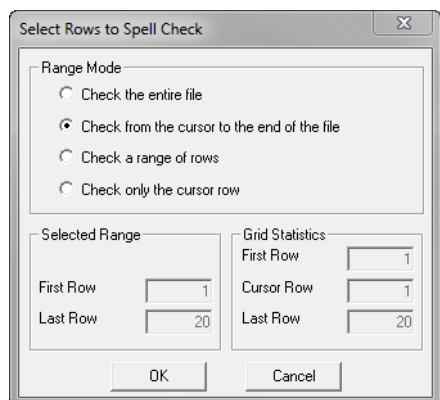 Select Rows to Spell Check
Range Mode
Check the entire file
Check from the cursor to the end of the file
Check a range of rows
Check only the cursor row
Selected Range
First Row 1
Last Row 20
Grid Statistics
First Row 1
Cursor Row 1
Last Row 20
OK
Cancel